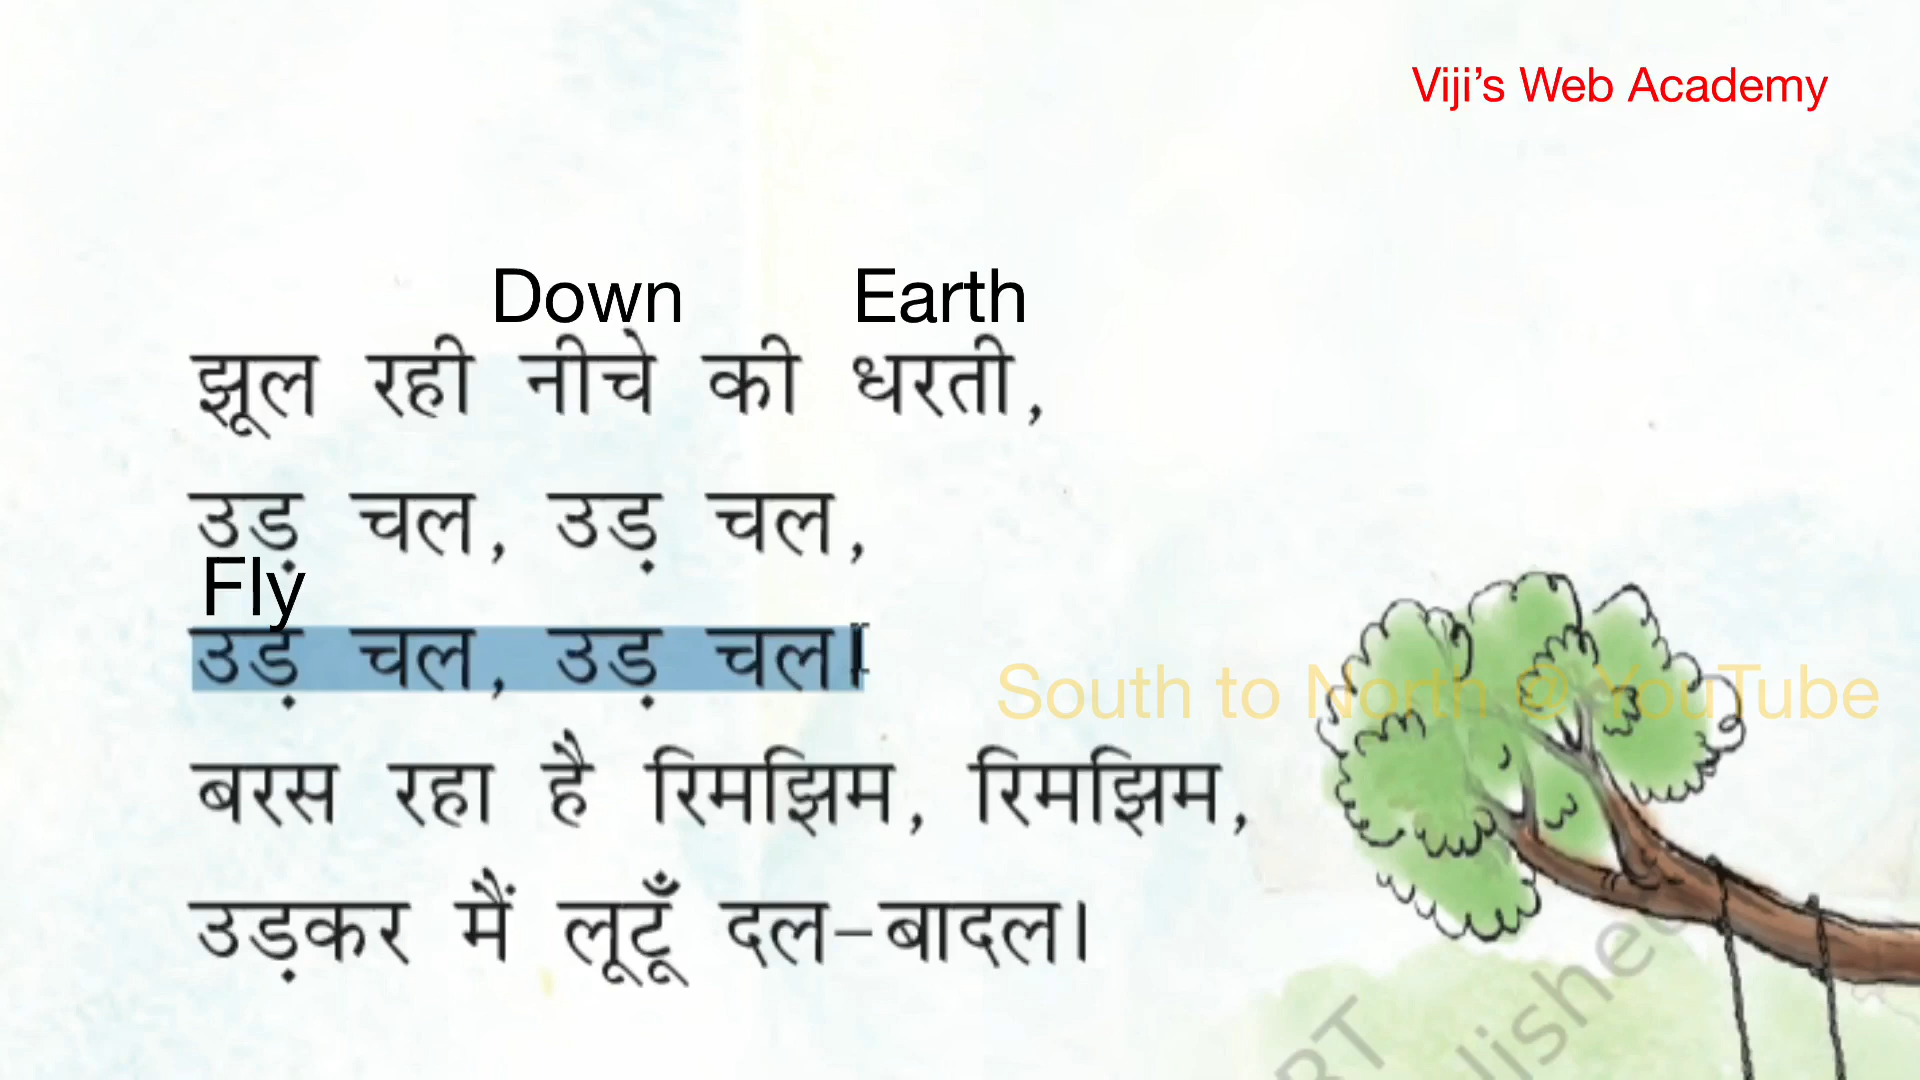 Viji's Web Academy
Down Earth
झूल रही नीचे की धरती,
उड़ चल, उड़ चल,
Fly
उड़ चल, उड़ चल।
South to North @ YouTube
बरस रहा है रिमझिम, रिमझिम,
उड़कर मैं लूटूँ दल-बादल।